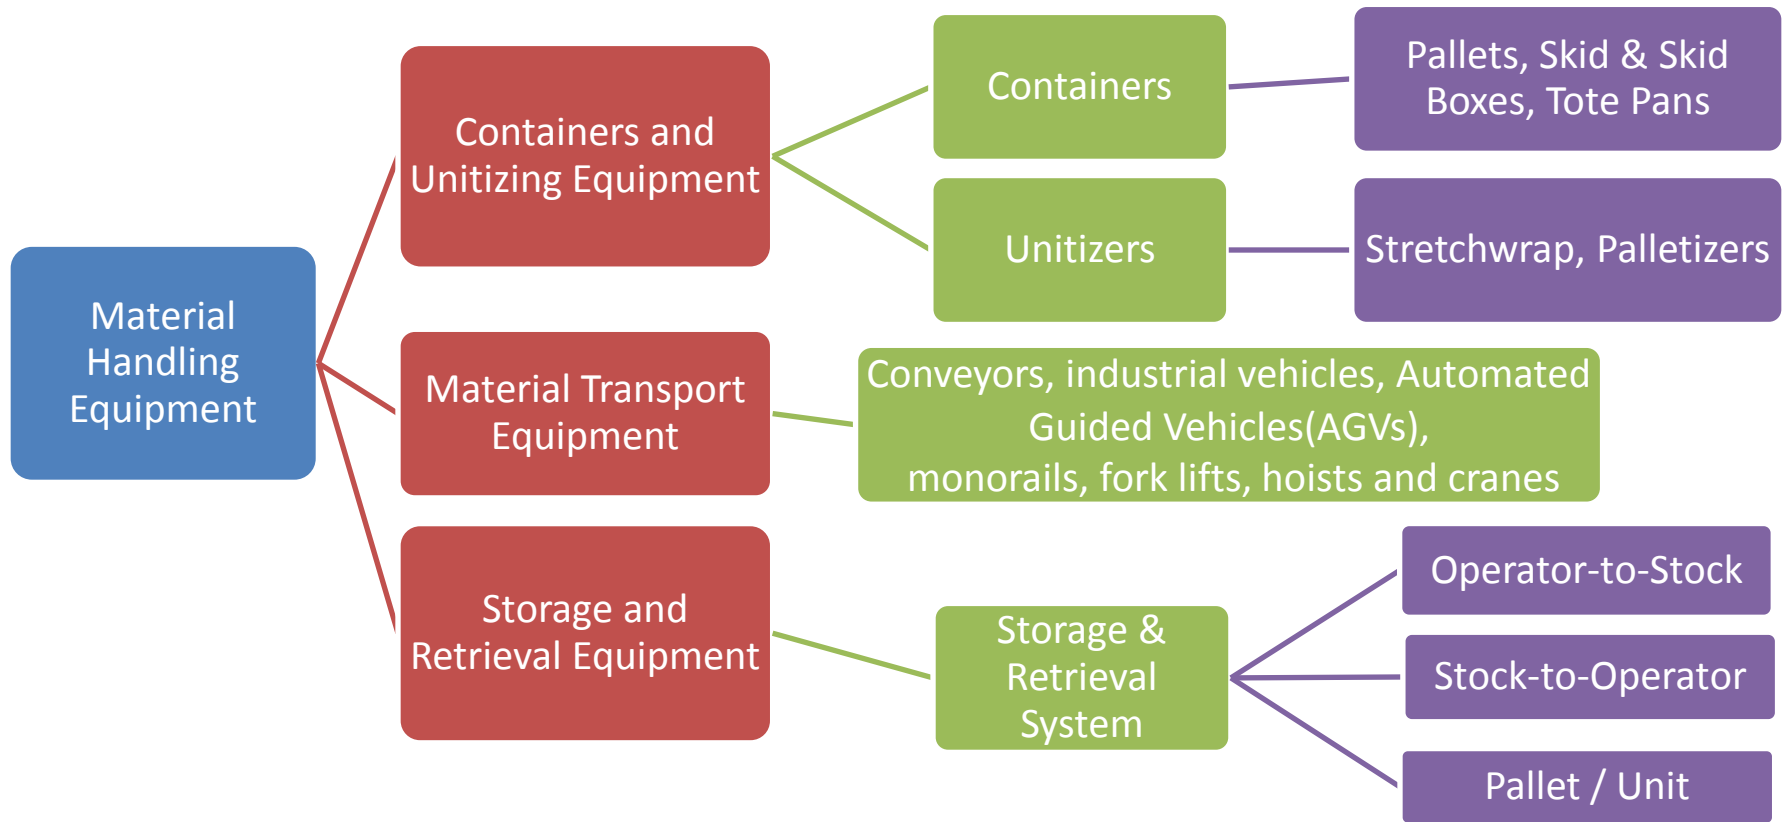 Material
Handling
Equipment
Containers and
Unitizing Equipment
Containers
Pallets, Skid & Skid
Boxes, Tote Pans
Unitizers
Stretchwrap, Palletizers
Material Transport
Equipment
Conveyors, industrial vehicles, Automated
Guided Vehicles(AGVs),
monorails, fork lifts, hoists and cranes
Storage and
Retrieval Equipment
Storage &
Retrieval
System
Operator-to-Stock
Stock-to-Operator
Pallet / Unit